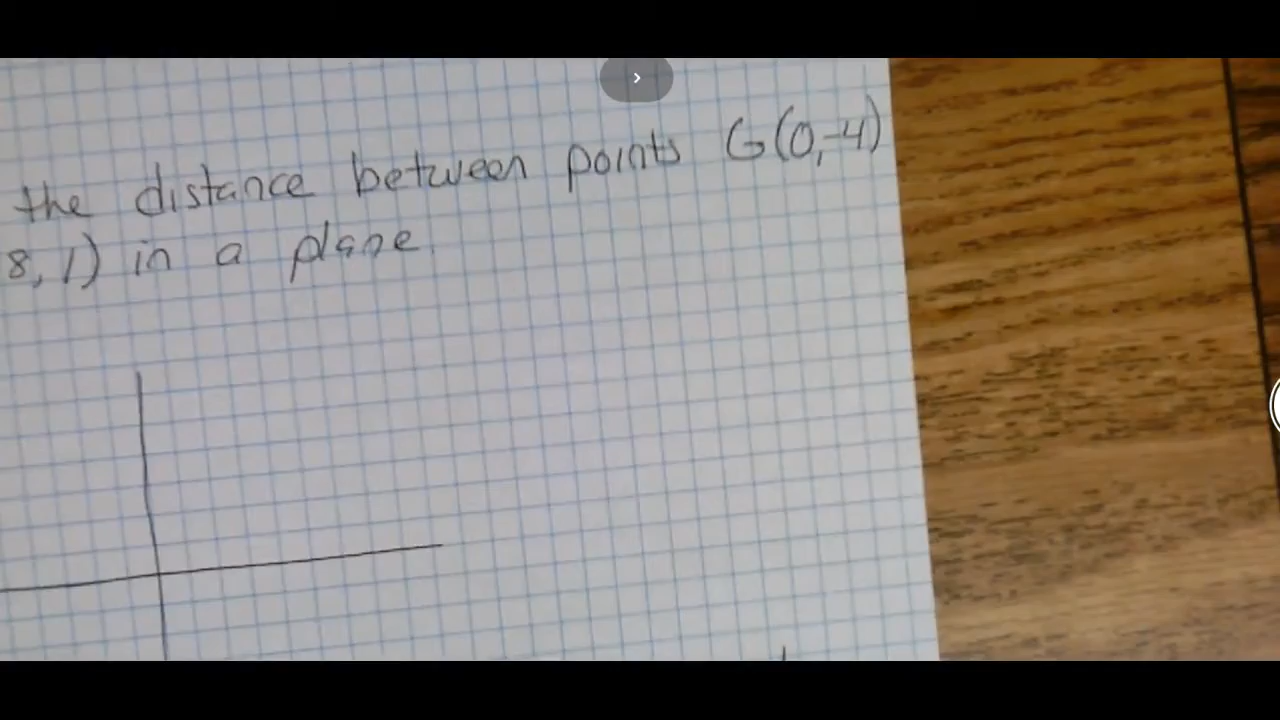 the distance between points G(0,-4)
8, 1) in a plane.